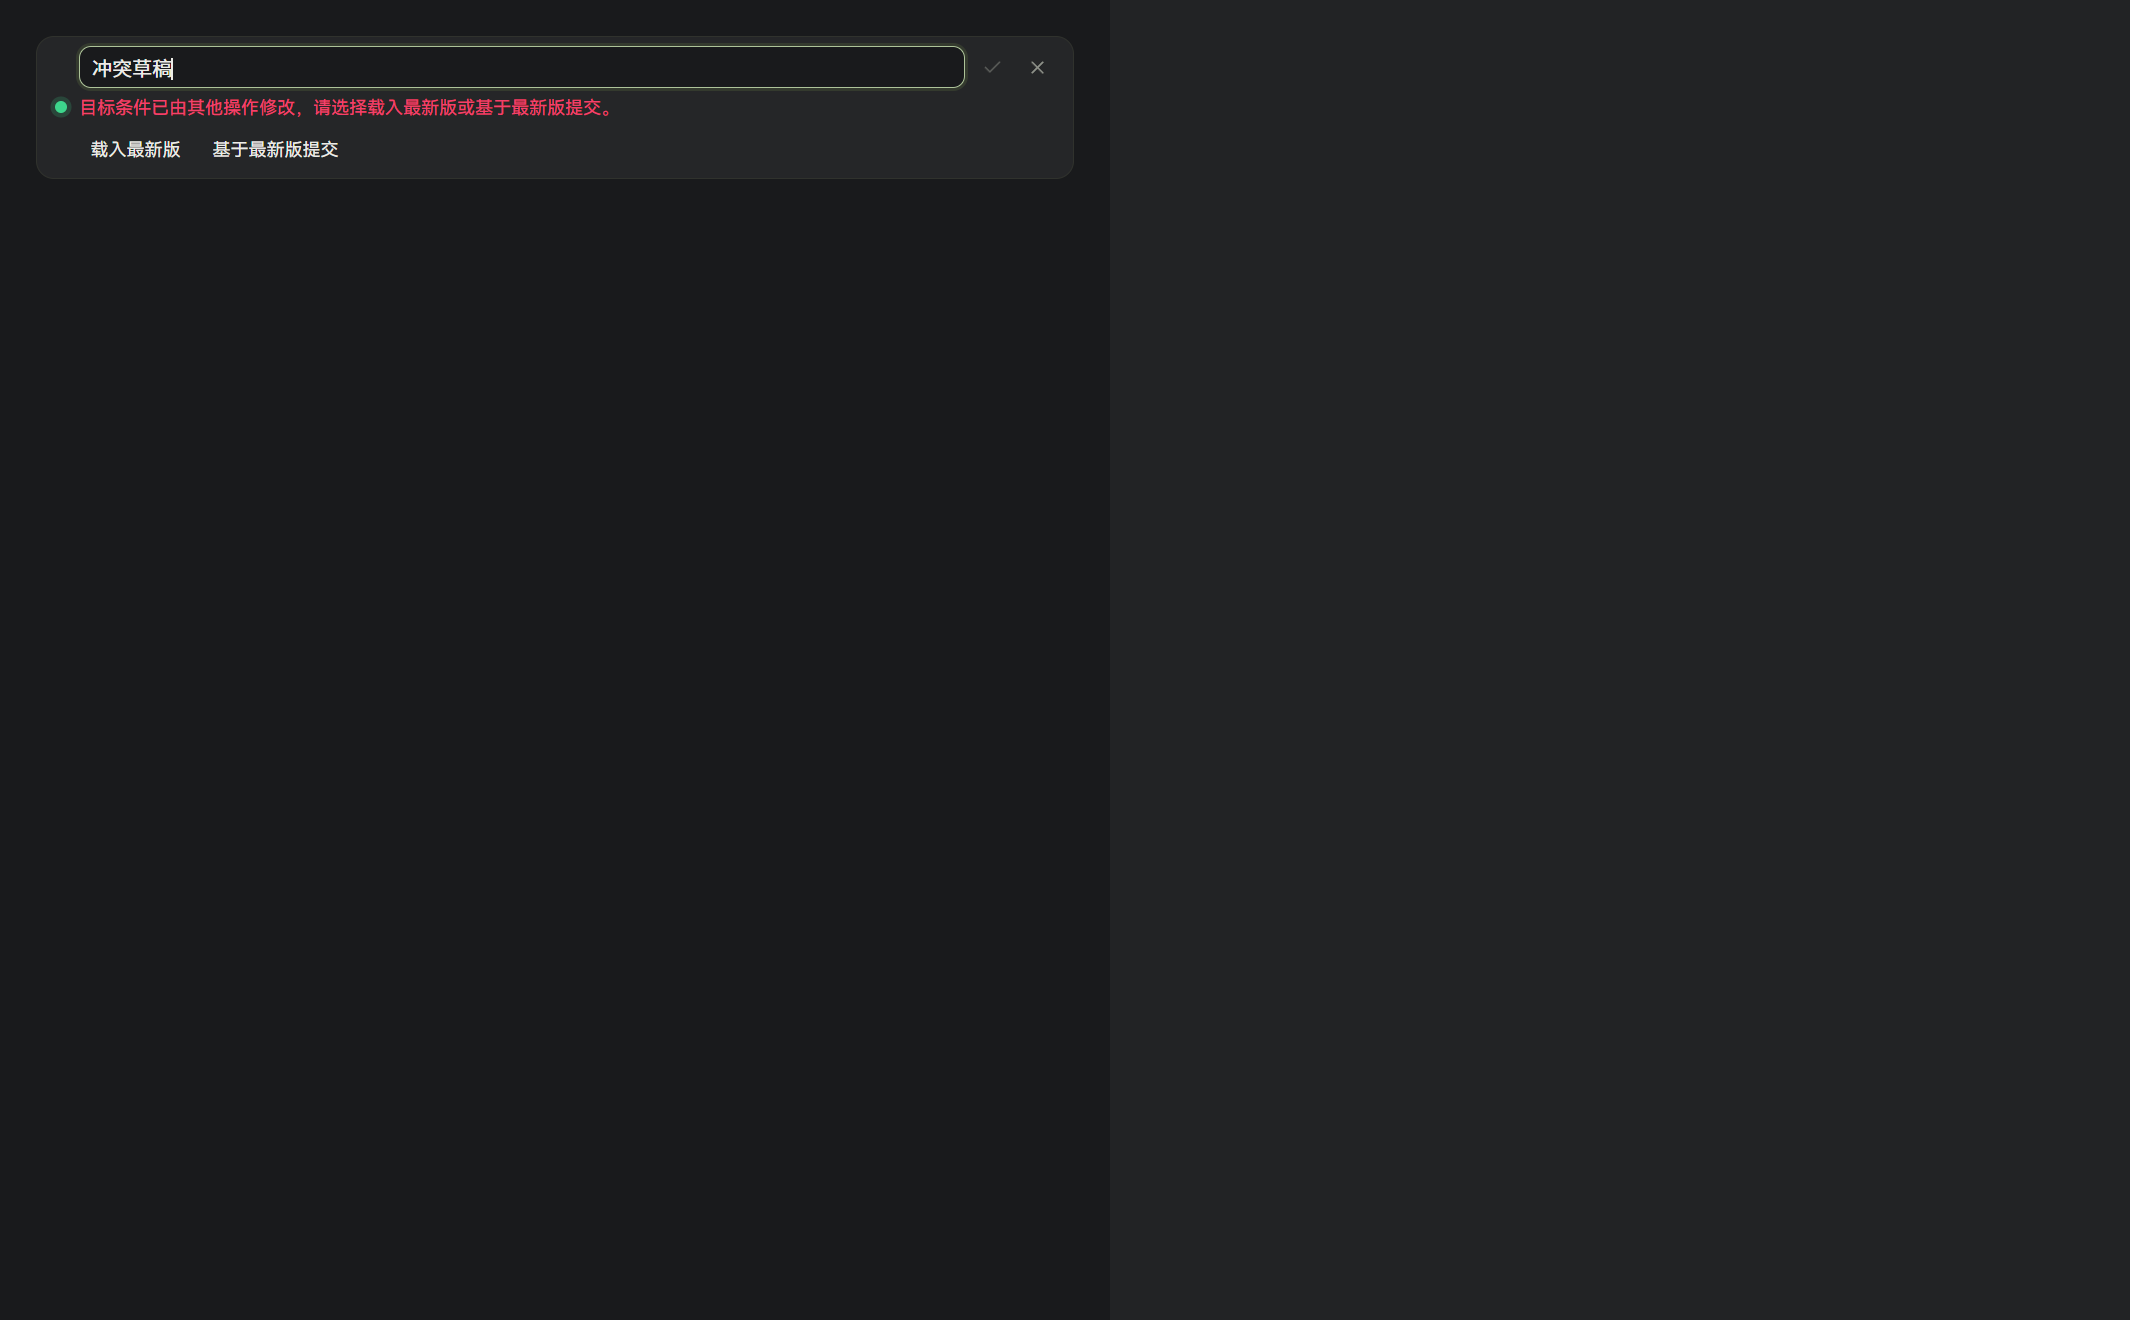 冲突草稿
目标条件已由其他操作修改，请选择载入最新版或基于最新版提交。
载入最新版 基于最新版提交